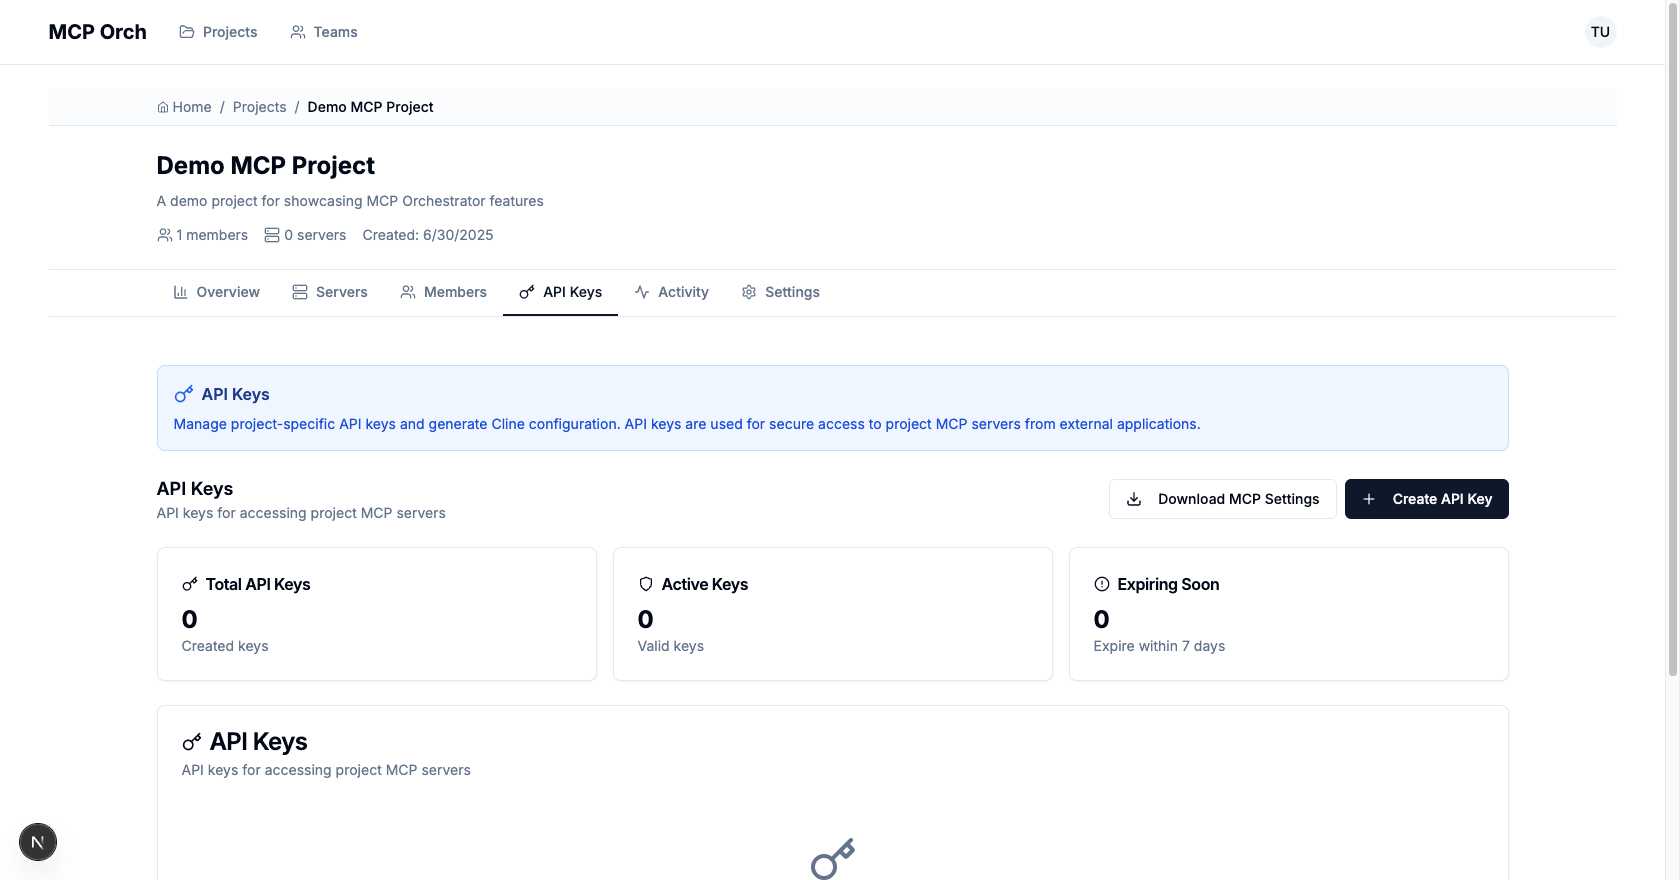 MCP Orch
Projects
Teams
TU
Home / Projects / Demo MCP Project
Demo MCP Project
A demo project for showcasing MCP Orchestrator features
1 members
0 servers
Created: 6/30/2025
Overview
Servers
Members
API Keys
Activity
Settings
API Keys
Manage project-specific API keys and generate Cline configuration. API keys are used for secure access to project MCP servers from external applications.
API Keys
API keys for accessing project MCP servers
Download MCP Settings
Create API Key
Total API Keys
0
Created keys
Active Keys
0
Valid keys
Expiring Soon
0
Expire within 7 days
API Keys
API keys for accessing project MCP servers
N